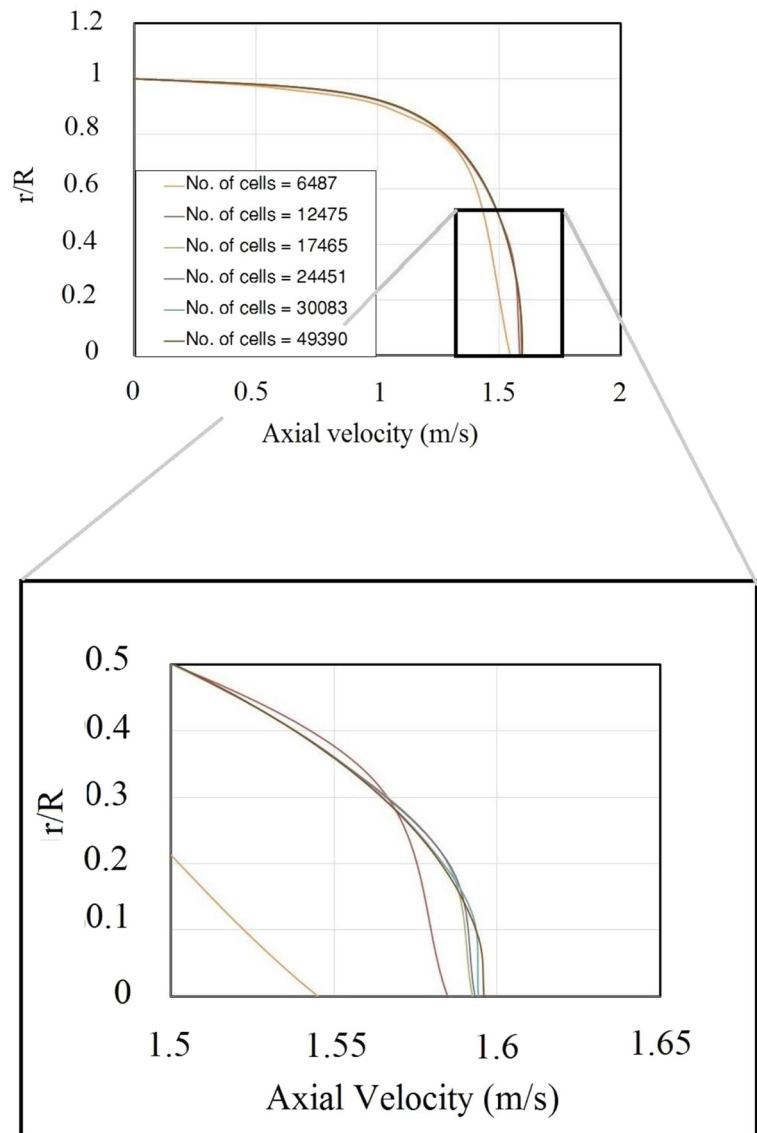 1.2
1
0.8
0.6
0.4
0.2
0
r/R
No. of cells = 6487
No. of cells = 12475
No. of cells = 17465
No. of cells = 24451
No. of cells = 30083
No. of cells = 49390
0 0.5 1 1.5 2
Axial velocity (m/s)
0.5
0.4
0.3
0.2
0.1
0
r/R
1.5 1.55 1.6 1.65
Axial Velocity (m/s)